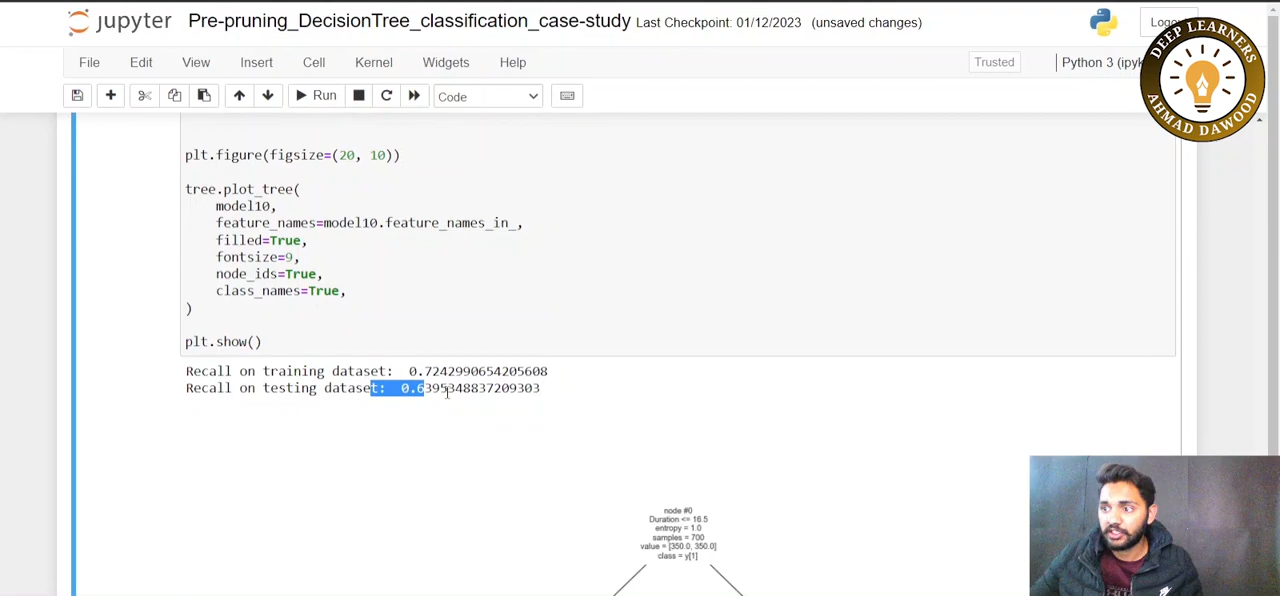 jupyter Pre-pruning_DecisionTree_classification_case-study Last Checkpoint: 01/12/2023 (unsaved changes)
File Edit View Insert Cell Kernel Widgets Help Trusted Python 3
Run Code
DEEP LEARNERS
AHMAD DAWOOD
plt.figure(figsize=(20, 10))
tree.plot_tree(
model10,
feature_names=model10.feature_names_in_,
filled=True,
fontsize=9,
node_ids=True,
class_names=True,
)
plt.show()
Recall on training dataset: 0.7242990654205608
Recall on testing dataset: 0.6395348837209303
node #0
Duration <= 16.5
entropy = 1.0
samples = 700
value = [350.0, 350.0]
class = y[1]